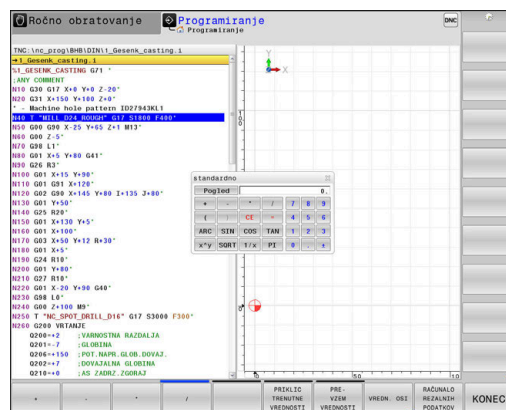 Ročno obratovanje
Programiranje
Programiranje
DNC
TNC:\nc_prog\BHB\DIN\1_Gesenk_casting.i
→1_Gesenk_casting.i
%1_GESENK_CASTING G71 *
;ANY COMMENT
N10 G30 G17 X+0 Y+0 Z-20*
N20 G31 X+150 Y+100 Z+0*
* - Machine hole pattern ID27943KL1
N40 T "MILL_D24_ROUGH" G17 S1800 F400*
N50 G00 G90 X-25 Y+65 Z+1 M13*
N60 G00 Z-5*
N70 G98 L1*
N80 G01 X+5 Y+80 G41*
N90 G26 R3*
N100 G01 X+15 Y+90*
N110 G01 G91 X+120*
N120 G02 G90 X+145 Y+80 I+135 J+80*
N130 G01 Y+50*
N140 G25 R20*
N150 G01 X+130 Y+5*
N160 G01 X+100*
N170 G03 X+50 Y+12 R+30*
N180 G01 X+5*
N190 G24 R10*
N200 G01 Y+80*
N210 G27 R10*
N220 G01 X-20 Y+90 G40*
N230 G98 L0*
N240 G00 Z+100 M9*
N250 T "NC_SPOT_DRILL_D16" G17 S3000 F300*
N260 G200 VRTANJE
Q200=+2 ;VARNOSTNA RAZDALJA
Q201=-7 ;GLOBINA
Q206=+150 ;POT.NAPR.GLOB.DOVAJ.
Q202=+7 ;DOVAJALNA GLOBINA
Q210=+0 ;AS ZADRZ.ZGORAJ
Y
X
100
0
0
50
100
standardno
Pogled 0.
+ - * / 7 8 9
( ) CE = 4 5 6
ARC SIN COS TAN 1 2 3
x^y SQRT 1/x PI 0 . ±
+
-
*
/
PRIKLIC TRENUTNE VREDNOSTI
PRE- VZEM VREDNOSTI
VREDN. OSI
RAČUNALO REZALNIH PODATKOV
KONEC